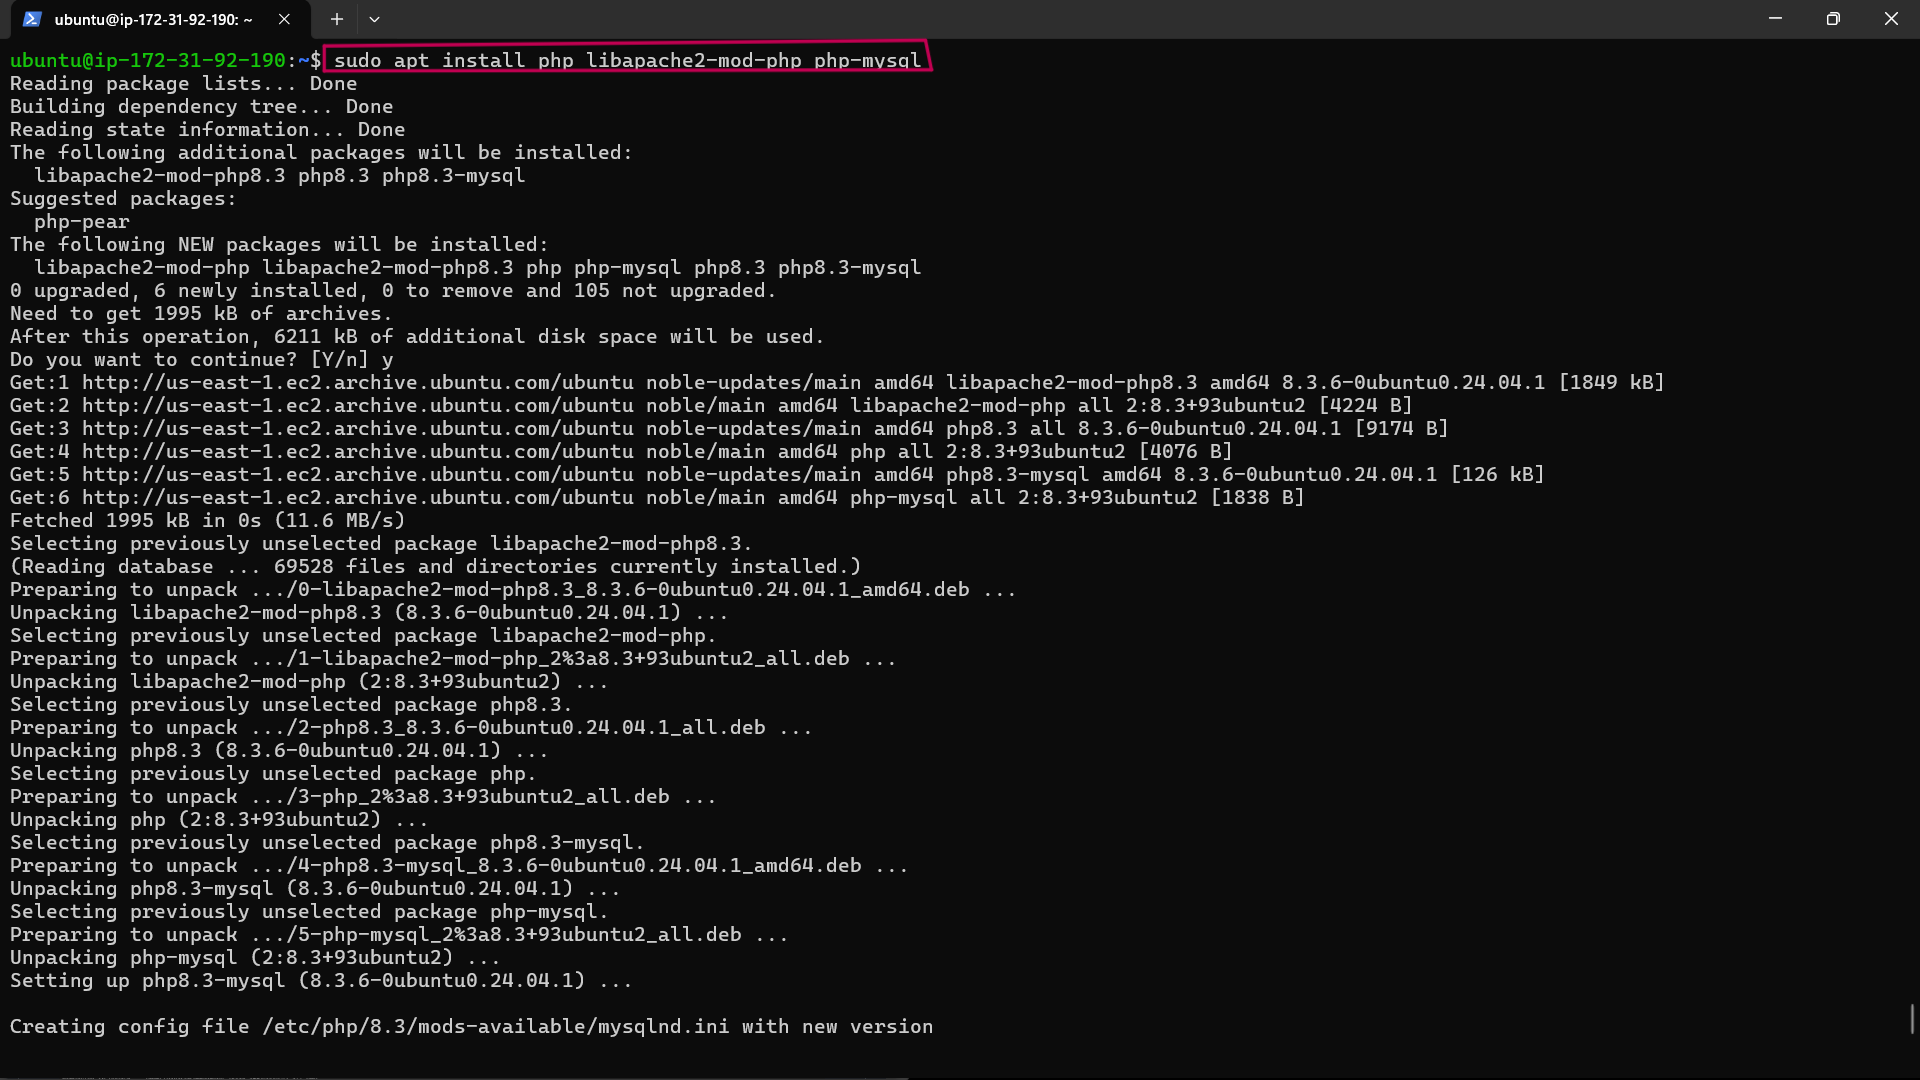 ubuntu@ip-172-31-92-190: ~
ubuntu@ip-172-31-92-190:~$ sudo apt install php libapache2-mod-php php-mysql
Reading package lists... Done
Building dependency tree... Done
Reading state information... Done
The following additional packages will be installed:
  libapache2-mod-php8.3 php8.3 php8.3-mysql
Suggested packages:
  php-pear
The following NEW packages will be installed:
  libapache2-mod-php libapache2-mod-php8.3 php php-mysql php8.3 php8.3-mysql
0 upgraded, 6 newly installed, 0 to remove and 105 not upgraded.
Need to get 1995 kB of archives.
After this operation, 6211 kB of additional disk space will be used.
Do you want to continue? [Y/n] y
Get:1 http://us-east-1.ec2.archive.ubuntu.com/ubuntu noble-updates/main amd64 libapache2-mod-php8.3 amd64 8.3.6-0ubuntu0.24.04.1 [1849 kB]
Get:2 http://us-east-1.ec2.archive.ubuntu.com/ubuntu noble/main amd64 libapache2-mod-php all 2:8.3+93ubuntu2 [4224 B]
Get:3 http://us-east-1.ec2.archive.ubuntu.com/ubuntu noble-updates/main amd64 php8.3 all 8.3.6-0ubuntu0.24.04.1 [9174 B]
Get:4 http://us-east-1.ec2.archive.ubuntu.com/ubuntu noble/main amd64 php all 2:8.3+93ubuntu2 [4076 B]
Get:5 http://us-east-1.ec2.archive.ubuntu.com/ubuntu noble-updates/main amd64 php8.3-mysql amd64 8.3.6-0ubuntu0.24.04.1 [126 kB]
Get:6 http://us-east-1.ec2.archive.ubuntu.com/ubuntu noble/main amd64 php-mysql all 2:8.3+93ubuntu2 [1838 B]
Fetched 1995 kB in 0s (11.6 MB/s)
Selecting previously unselected package libapache2-mod-php8.3.
(Reading database ... 69528 files and directories currently installed.)
Preparing to unpack .../0-libapache2-mod-php8.3_8.3.6-0ubuntu0.24.04.1_amd64.deb ...
Unpacking libapache2-mod-php8.3 (8.3.6-0ubuntu0.24.04.1) ...
Selecting previously unselected package libapache2-mod-php.
Preparing to unpack .../1-libapache2-mod-php_2%3a8.3+93ubuntu2_all.deb ...
Unpacking libapache2-mod-php (2:8.3+93ubuntu2) ...
Selecting previously unselected package php8.3.
Preparing to unpack .../2-php8.3_8.3.6-0ubuntu0.24.04.1_all.deb ...
Unpacking php8.3 (8.3.6-0ubuntu0.24.04.1) ...
Selecting previously unselected package php.
Preparing to unpack .../3-php_2%3a8.3+93ubuntu2_all.deb ...
Unpacking php (2:8.3+93ubuntu2) ...
Selecting previously unselected package php8.3-mysql.
Preparing to unpack .../4-php8.3-mysql_8.3.6-0ubuntu0.24.04.1_amd64.deb ...
Unpacking php8.3-mysql (8.3.6-0ubuntu0.24.04.1) ...
Selecting previously unselected package php-mysql.
Preparing to unpack .../5-php-mysql_2%3a8.3+93ubuntu2_all.deb ...
Unpacking php-mysql (2:8.3+93ubuntu2) ...
Setting up php8.3-mysql (8.3.6-0ubuntu0.24.04.1) ...
Creating config file /etc/php/8.3/mods-available/mysqlnd.ini with new version